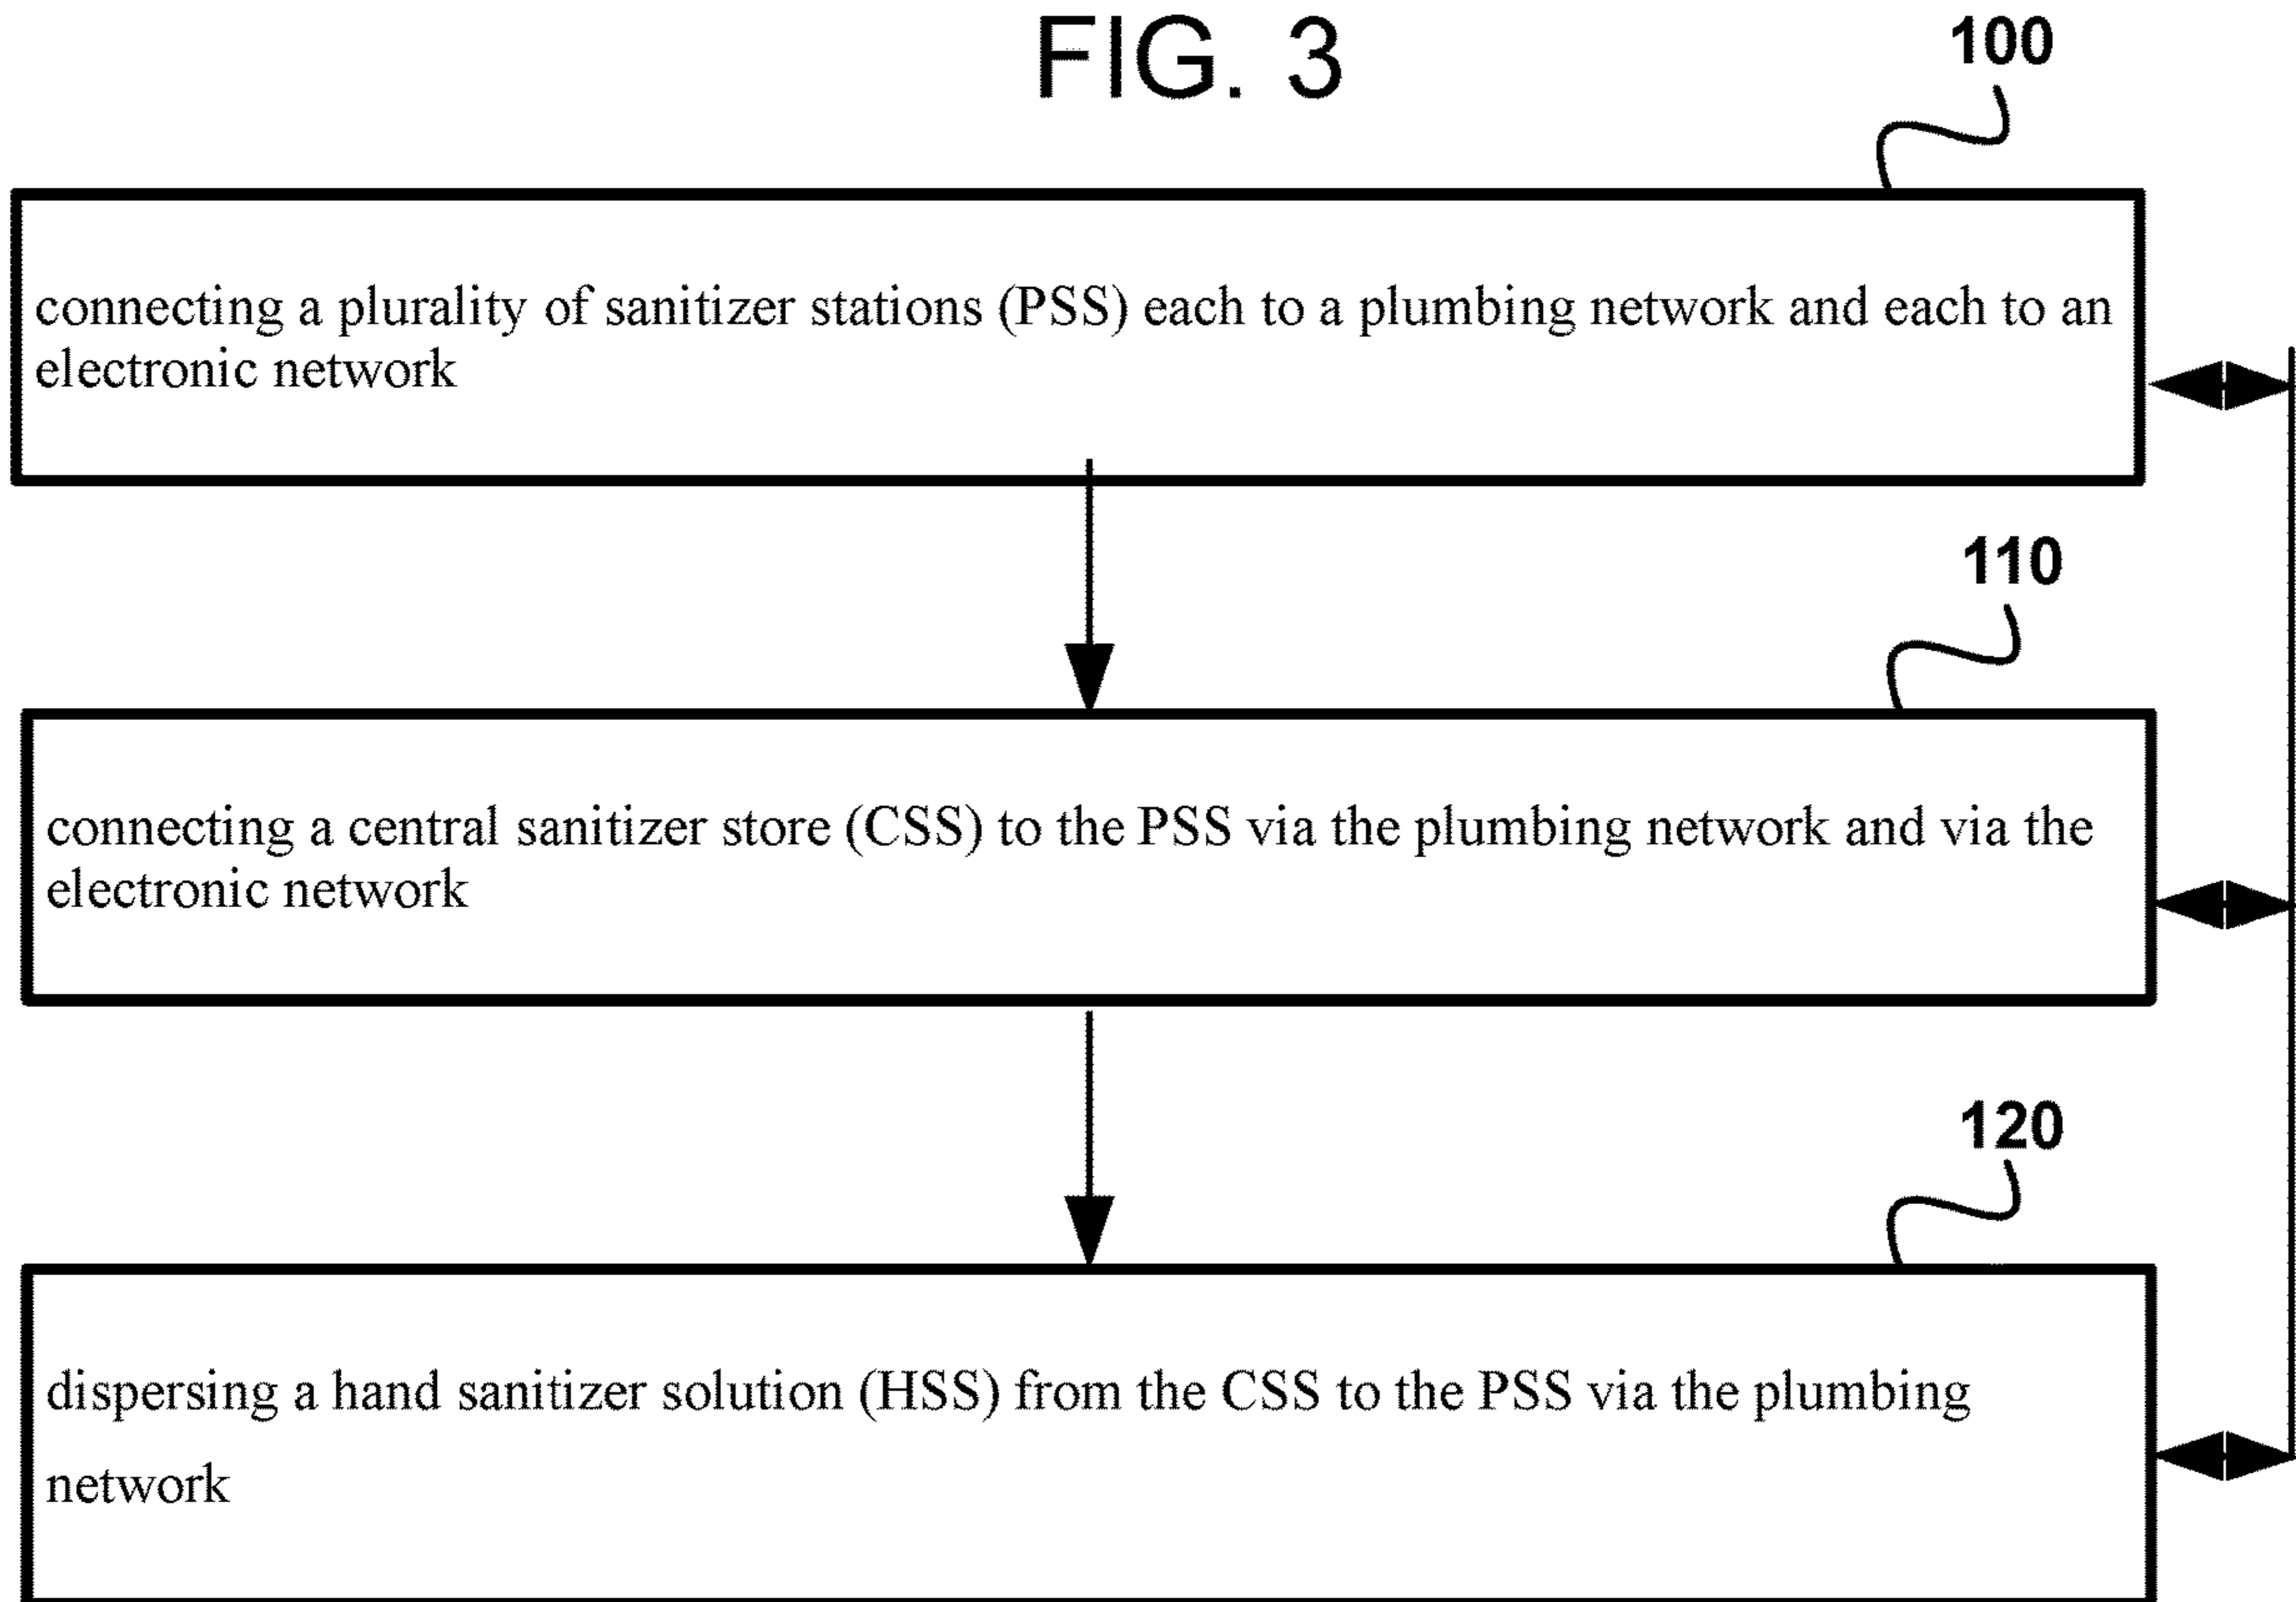 FIG. 3
100
connecting a plurality of sanitizer stations (PSS) each to a plumbing network and each to an
electronic network
110
connecting a central sanitizer store (CSS) to the PSS via the plumbing network and via the
electronic network
120
dispersing a hand sanitizer solution (HSS) from the CSS to the PSS via the plumbing
network